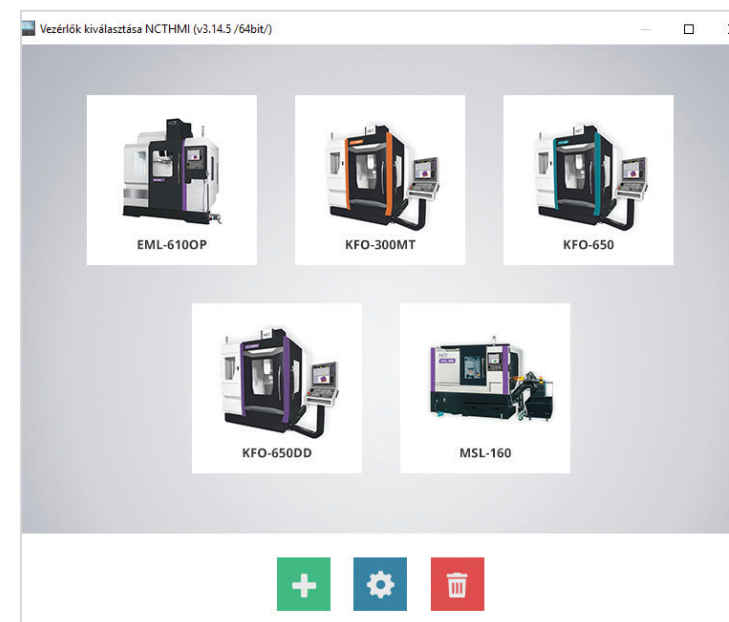 Vezérlők kiválasztása NCTHMI (v3.14.5 /64bit/)
EML-610OP
KFO-300MT
KFO-650
KFO-650DD
MSL-160